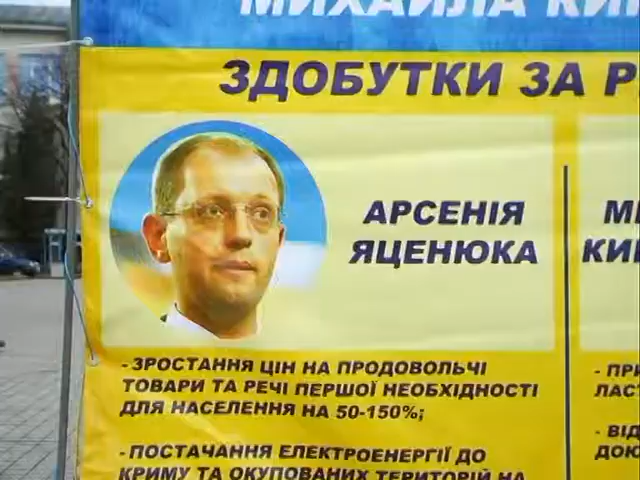 МИХАЙЛА
ЗДОБУТКИ ЗА
АРСЕНІЯ
ЯЦЕНЮКА
- ЗРОСТАННЯ ЦІН НА ПРОДОВОЛЬЧІ
ТОВАРИ ТА РЕЧІ ПЕРШОЇ НЕОБХІДНОСТІ
ДЛЯ НАСЕЛЕННЯ НА 50-150%;
- ПОСТАЧАННЯ ЕЛЕКТРОЕНЕРГІЇ ДО
КРИМУ ТА ОКУПОВАНИХ ТЕРИТОРІЙ НА